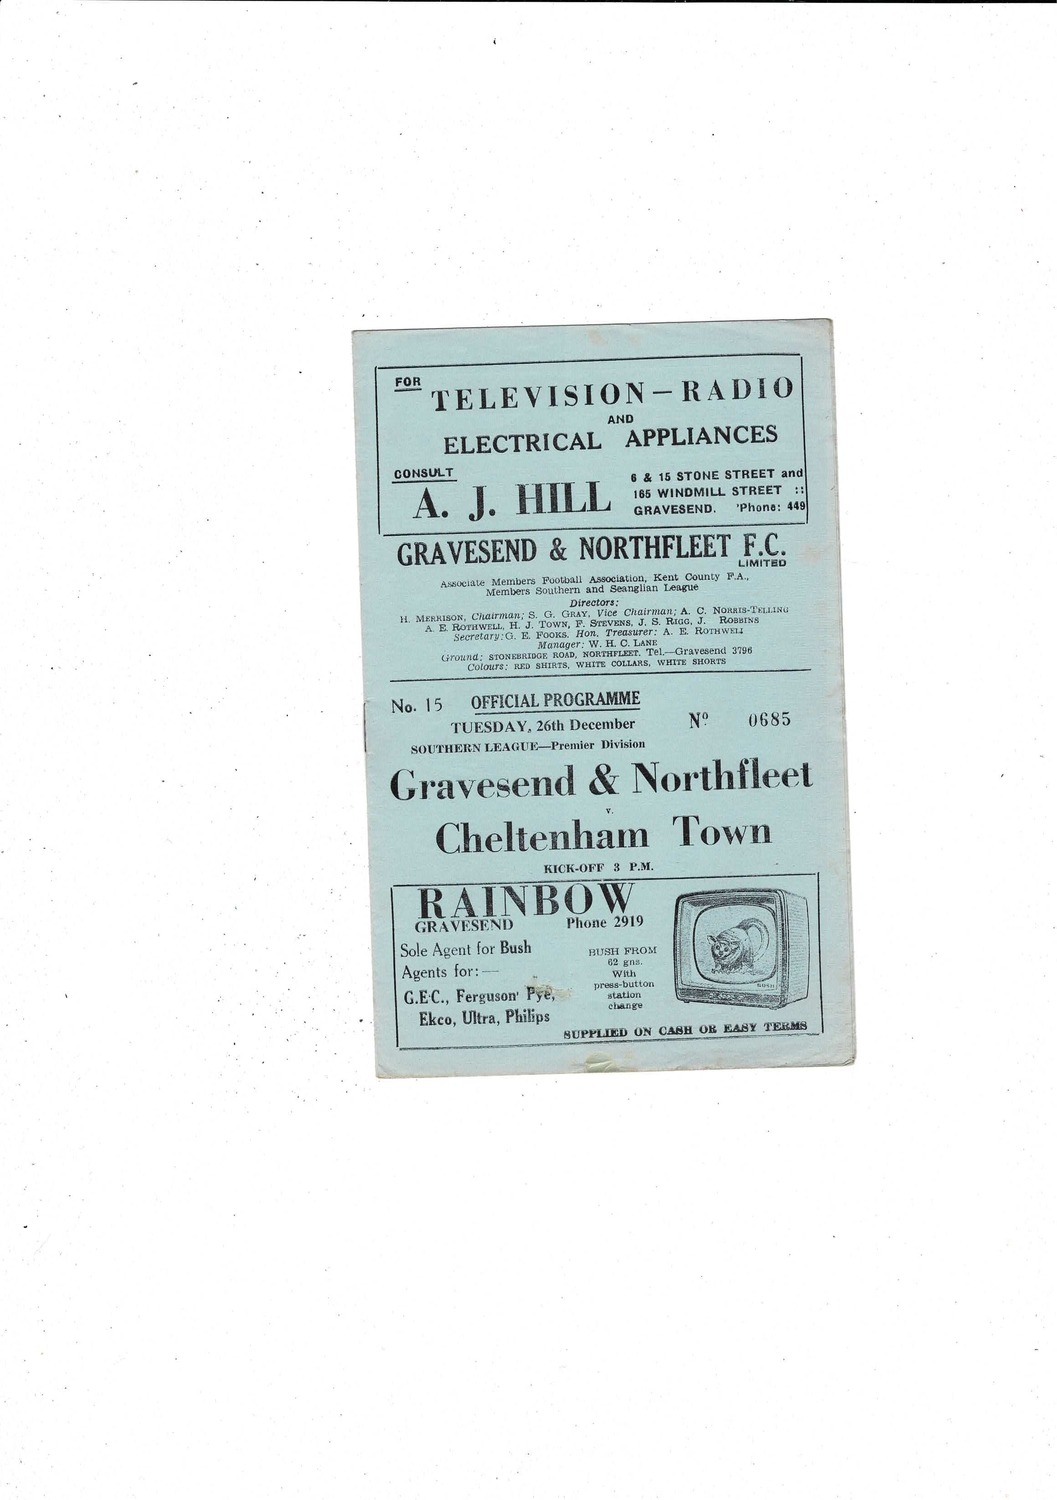 FOR
TELEVISION — RADIO
AND
ELECTRICAL APPLIANCES
CONSULT
A. J. HILL
6 & 15 STONE STREET and
165 WINDMILL STREET ::
GRAVESEND. 'Phone: 449
GRAVESEND & NORTHFLEET F.C.
LIMITED
Associate Members Football Association, Kent County F.A.,
Members Southern and Seanglian League
Directors:
H. MERRISON, Chairman; S. G. GRAY, Vice Chairman; A. C. NORRIS-TELLING
A. E. ROTHWELL, H. J. TOWN, F. STEVENS, J. S. RIGG, J. ROBBINS
Secretary: G. E. FOOKS. Hon. Treasurer: A. E. ROTHWELL
Manager: W. H. C. LANE
Ground: STONEBRIDGE ROAD, NORTHFLEET. Tel.—Gravesend 3796
Colours: RED SHIRTS, WHITE COLLARS, WHITE SHORTS
No. 15 OFFICIAL PROGRAMME
TUESDAY, 26th December
Nº 0685
SOUTHERN LEAGUE—Premier Division
Gravesend & Northfleet
v.
Cheltenham Town
KICK-OFF 3 P.M.
RAINBOW
GRAVESEND Phone 2919
Sole Agent for Bush
Agents for: —
G.E.C., Ferguson' Pye,
Ekco, Ultra, Philips
BUSH FROM
62 gns.
With
press-button
station
change
BUSH
SUPPLIED ON CASH OR EASY TERMS